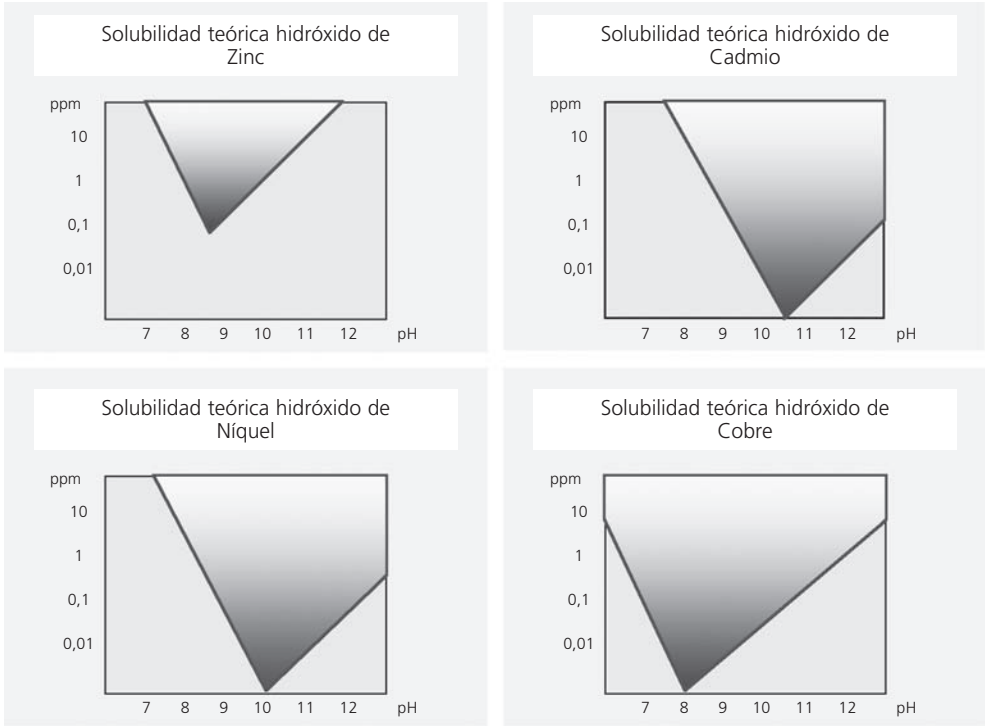 Solubilidad teórica hidróxido de
Zinc
ppm
10
1
0,1
0,01
7 8 9 10 11 12 pH
Solubilidad teórica hidróxido de
Cadmio
ppm
10
1
0,1
0,01
7 8 9 10 11 12 pH
Solubilidad teórica hidróxido de
Níquel
ppm
10
1
0,1
0,01
7 8 9 10 11 12 pH
Solubilidad teórica hidróxido de
Cobre
ppm
10
1
0,1
0,01
7 8 9 10 11 12 pH